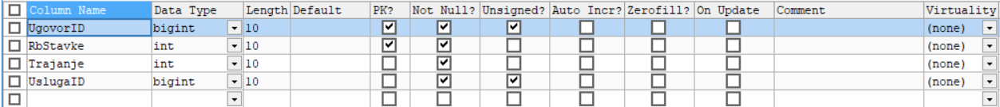 Column Name Data Type Length Default PK? Not Null? Unsigned? Auto Incr? Zerofill? On Update Comment Virtuality
UgovorID bigint 10 (none)
RbStavke int 10 (none)
Trajanje int 10 (none)
UslugaID bigint 10 (none)